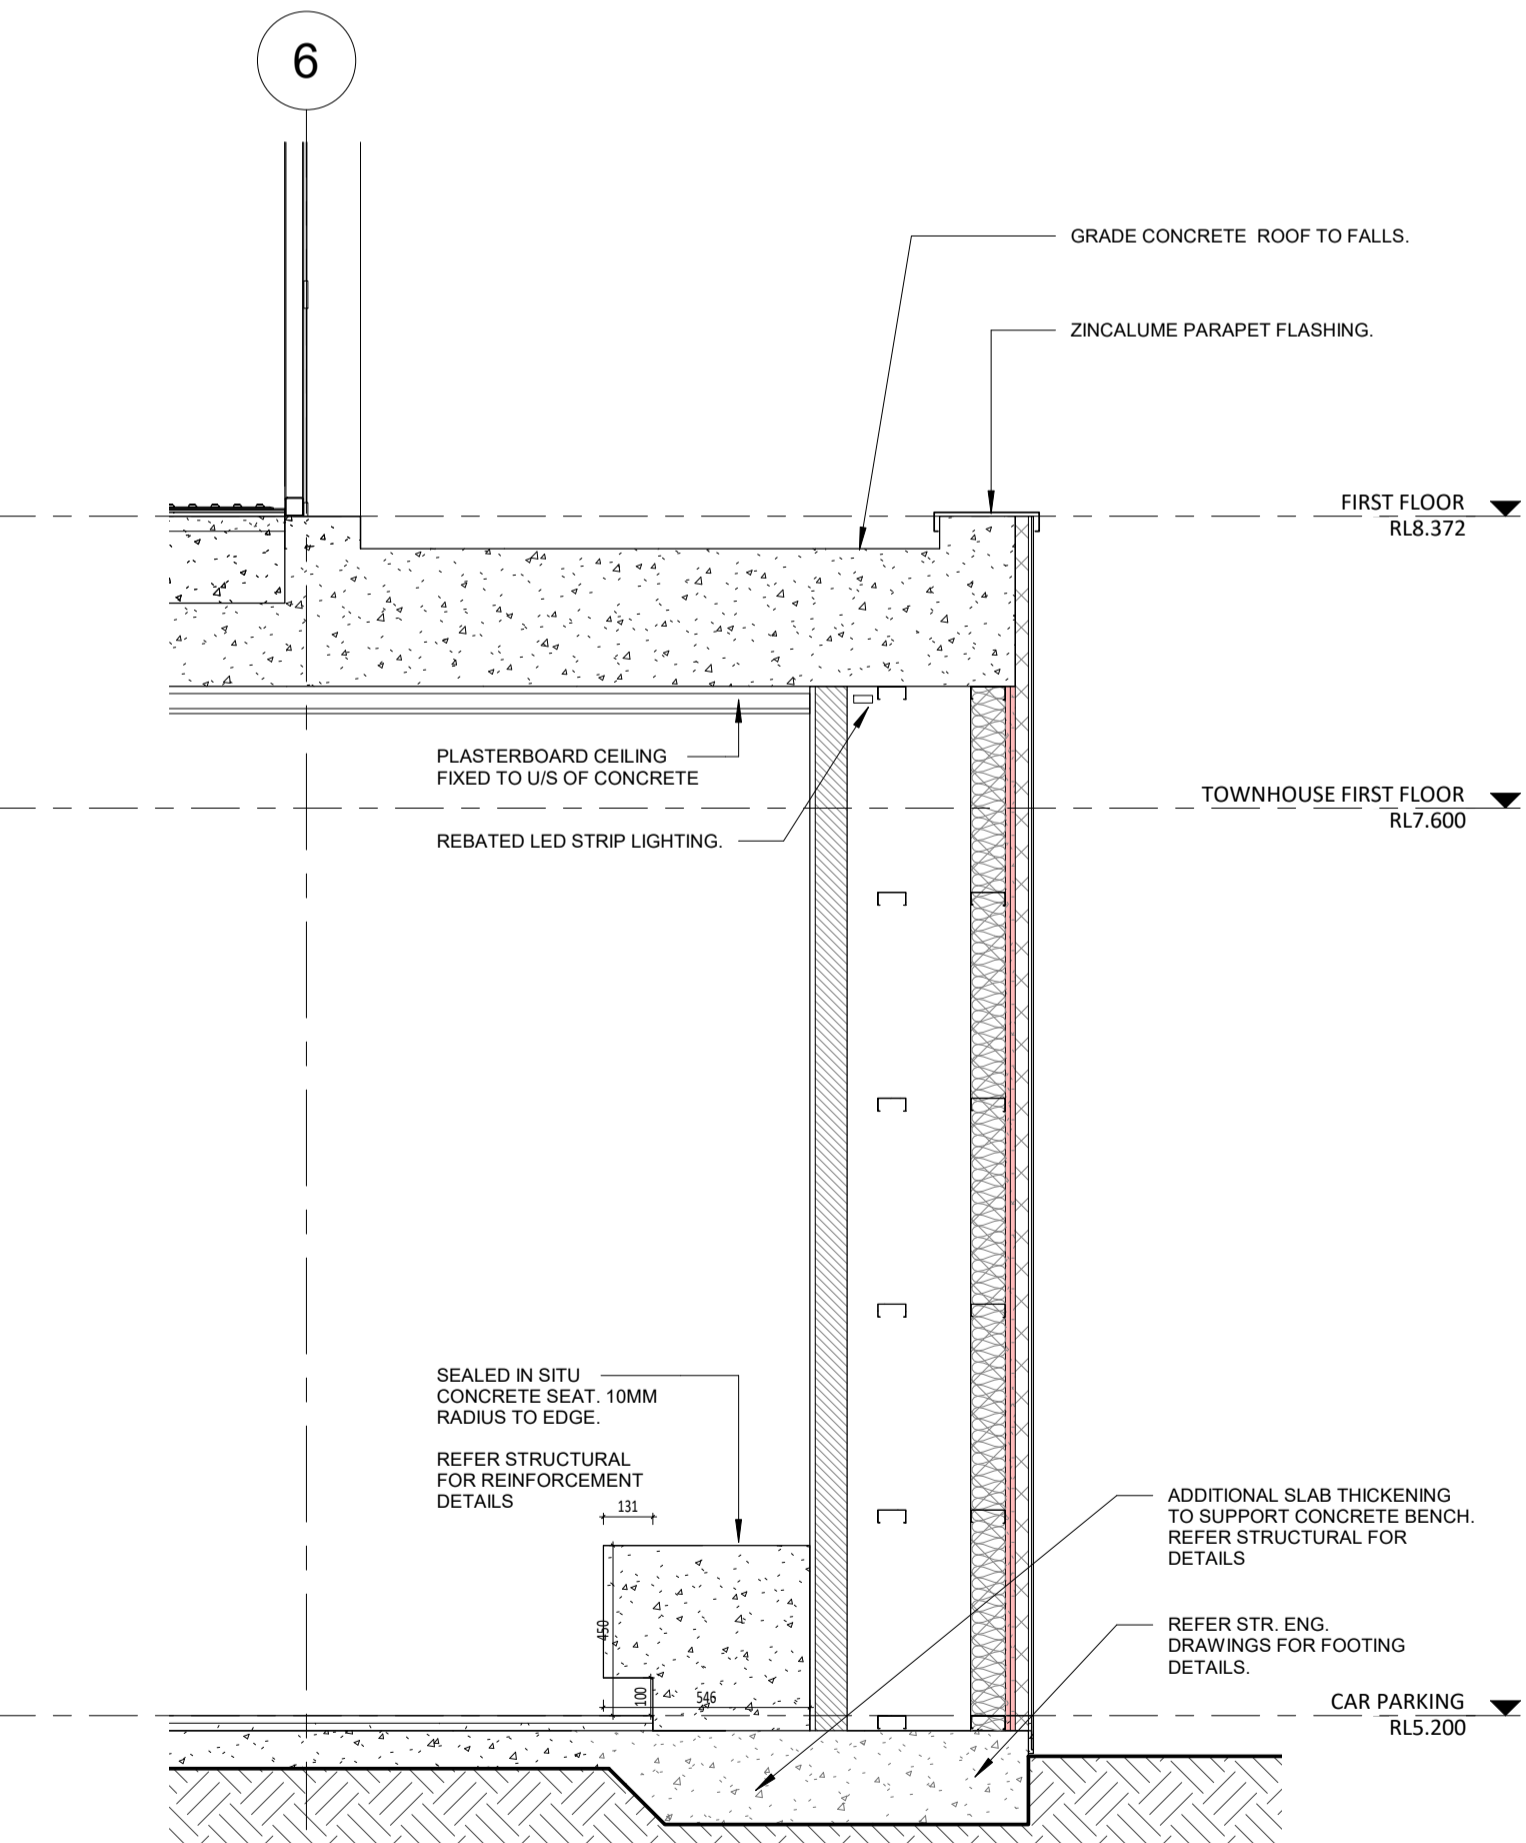 6
GRADE CONCRETE ROOF TO FALLS.
ZINCALUME PARAPET FLASHING.
FIRST FLOOR
RL8.372
PLASTERBOARD CEILING
FIXED TO U/S OF CONCRETE
TOWNHOUSE FIRST FLOOR
RL7.600
REBATED LED STRIP LIGHTING.
SEALED IN SITU
CONCRETE SEAT. 10MM
RADIUS TO EDGE.
REFER STRUCTURAL
FOR REINFORCEMENT
DETAILS
131
450
100
546
ADDITIONAL SLAB THICKENING
TO SUPPORT CONCRETE BENCH.
REFER STRUCTURAL FOR
DETAILS
REFER STR. ENG.
DRAWINGS FOR FOOTING
DETAILS.
CAR PARKING
RL5.200